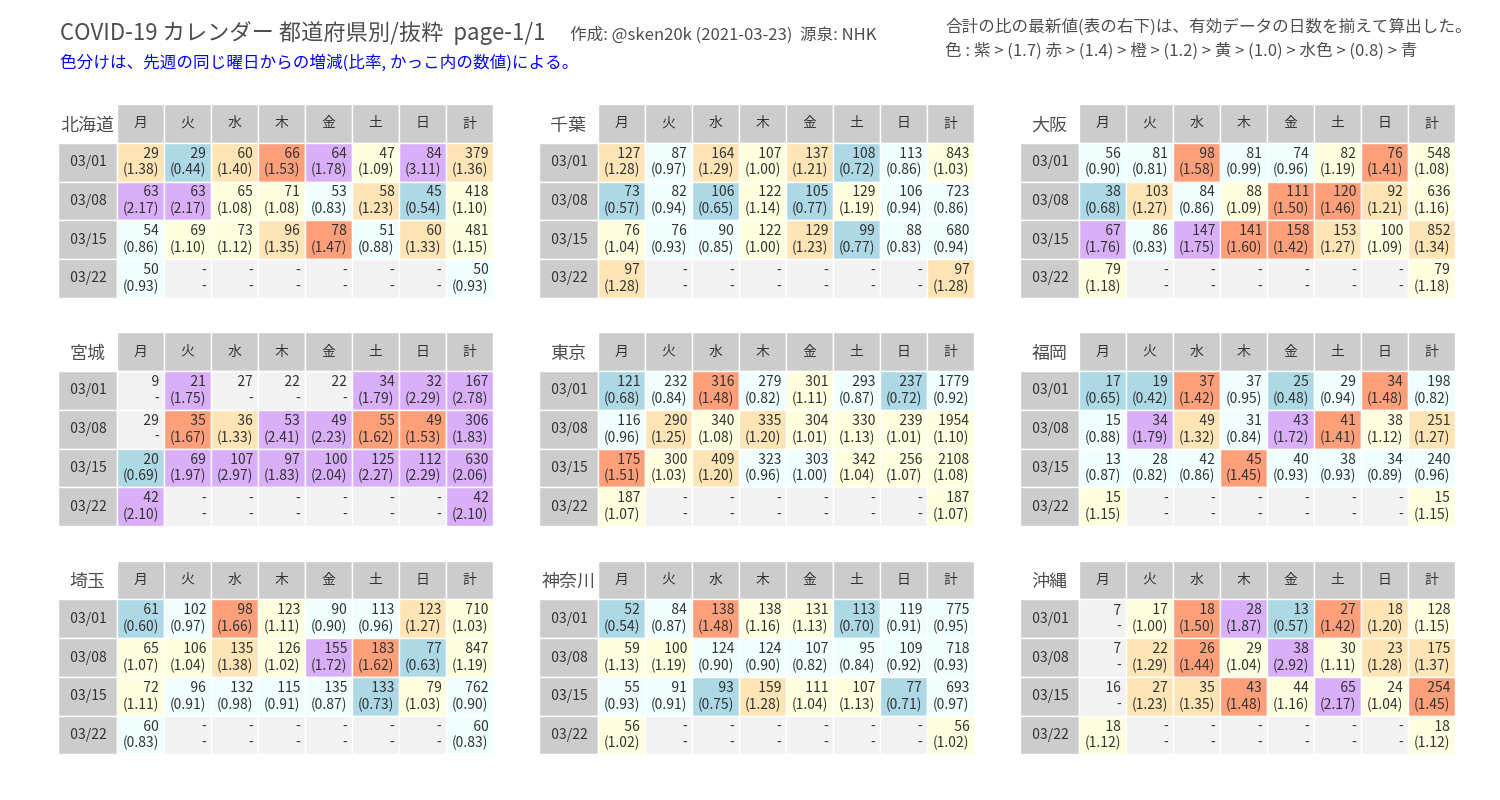 COVID-19 カレンダー 都道府県別/抜粋 page-1/1 作成: @sken20k (2021-03-23) 源泉: NHK
合計の比の最新値(表の右下)は、有効データの日数を揃えて算出した。
色分けは、先週の同じ曜日からの増減(比率, かっこ内の数値)による。
色 : 紫 > (1.7) 赤 > (1.4) > 橙 > (1.2) > 黄 > (1.0) > 水色 > (0.8) > 青
北海道 月 火 水 木 金 土 日 計
03/01 29 29 60 66 64 47 84 379
(1.38) (0.44) (1.40) (1.53) (1.78) (1.09) (3.11) (1.36)
03/08 63 63 65 71 53 58 45 418
(2.17) (2.17) (1.08) (1.08) (0.83) (1.23) (0.54) (1.10)
03/15 54 69 73 96 78 51 60 481
(0.86) (1.10) (1.12) (1.35) (1.47) (0.88) (1.33) (1.15)
03/22 50 - - - - - - 50
(0.93) - - - - - - (0.93)
千葉 月 火 水 木 金 土 日 計
03/01 127 87 164 107 137 108 113 843
(1.28) (0.97) (1.29) (1.00) (1.21) (0.72) (0.86) (1.03)
03/08 73 82 106 122 105 129 106 723
(0.57) (0.94) (0.65) (1.14) (0.77) (1.19) (0.94) (0.86)
03/15 76 76 90 122 129 99 88 680
(1.04) (0.93) (0.85) (1.00) (1.23) (0.77) (0.83) (0.94)
03/22 97 - - - - - - 97
(1.28) - - - - - - (1.28)
大阪 月 火 水 木 金 土 日 計
03/01 56 81 98 81 74 82 76 548
(0.90) (0.81) (1.58) (0.99) (0.96) (1.19) (1.41) (1.08)
03/08 38 103 84 88 111 120 92 636
(0.68) (1.27) (0.86) (1.09) (1.50) (1.46) (1.21) (1.16)
03/15 67 86 147 141 158 153 100 852
(1.76) (0.83) (1.75) (1.60) (1.42) (1.27) (1.09) (1.34)
03/22 79 - - - - - - 79
(1.18) - - - - - - (1.18)
宮城 月 火 水 木 金 土 日 計
03/01 9 21 27 22 22 34 32 167
- (1.75) - - - (1.79) (2.29) (2.78)
03/08 29 35 36 53 49 55 49 306
- (1.67) (1.33) (2.41) (2.23) (1.62) (1.53) (1.83)
03/15 20 69 107 97 100 125 112 630
(0.69) (1.97) (2.97) (1.83) (2.04) (2.27) (2.29) (2.06)
03/22 42 - - - - - - 42
(2.10) - - - - - - (2.10)
東京 月 火 水 木 金 土 日 計
03/01 121 232 316 279 301 293 237 1779
(0.68) (0.84) (1.48) (0.82) (1.11) (0.87) (0.72) (0.92)
03/08 116 290 340 335 304 330 239 1954
(0.96) (1.25) (1.08) (1.20) (1.01) (1.13) (1.01) (1.10)
03/15 175 300 409 323 303 342 256 2108
(1.51) (1.03) (1.20) (0.96) (1.00) (1.04) (1.07) (1.08)
03/22 187 - - - - - - 187
(1.07) - - - - - - (1.07)
福岡 月 火 水 木 金 土 日 計
03/01 17 19 37 37 25 29 34 198
(0.65) (0.42) (1.42) (0.95) (0.48) (0.94) (1.48) (0.82)
03/08 15 34 49 31 43 41 38 251
(0.88) (1.79) (1.32) (0.84) (1.72) (1.41) (1.12) (1.27)
03/15 13 28 42 45 40 38 34 240
(0.87) (0.82) (0.86) (1.45) (0.93) (0.93) (0.89) (0.96)
03/22 15 - - - - - - 15
(1.15) - - - - - - (1.15)
埼玉 月 火 水 木 金 土 日 計
03/01 61 102 98 123 90 113 123 710
(0.60) (0.97) (1.66) (1.11) (0.90) (0.96) (1.27) (1.03)
03/08 65 106 135 126 155 183 77 847
(1.07) (1.04) (1.38) (1.02) (1.72) (1.62) (0.63) (1.19)
03/15 72 96 132 115 135 133 79 762
(1.11) (0.91) (0.98) (0.91) (0.87) (0.73) (1.03) (0.90)
03/22 60 - - - - - - 60
(0.83) - - - - - - (0.83)
神奈川 月 火 水 木 金 土 日 計
03/01 52 84 138 138 131 113 119 775
(0.54) (0.87) (1.48) (1.16) (1.13) (0.70) (0.91) (0.95)
03/08 59 100 124 124 107 95 109 718
(1.13) (1.19) (0.90) (0.90) (0.82) (0.84) (0.92) (0.93)
03/15 55 91 93 159 111 107 77 693
(0.93) (0.91) (0.75) (1.28) (1.04) (1.13) (0.71) (0.97)
03/22 56 - - - - - - 56
(1.02) - - - - - - (1.02)
沖縄 月 火 水 木 金 土 日 計
03/01 7 17 18 28 13 27 18 128
- (1.00) (1.50) (1.87) (0.57) (1.42) (1.20) (1.15)
03/08 7 22 26 29 38 30 23 175
- (1.29) (1.44) (1.04) (2.92) (1.11) (1.28) (1.37)
03/15 16 27 35 43 44 65 24 254
- (1.23) (1.35) (1.48) (1.16) (2.17) (1.04) (1.45)
03/22 18 - - - - - - 18
(1.12) - - - - - - (1.12)